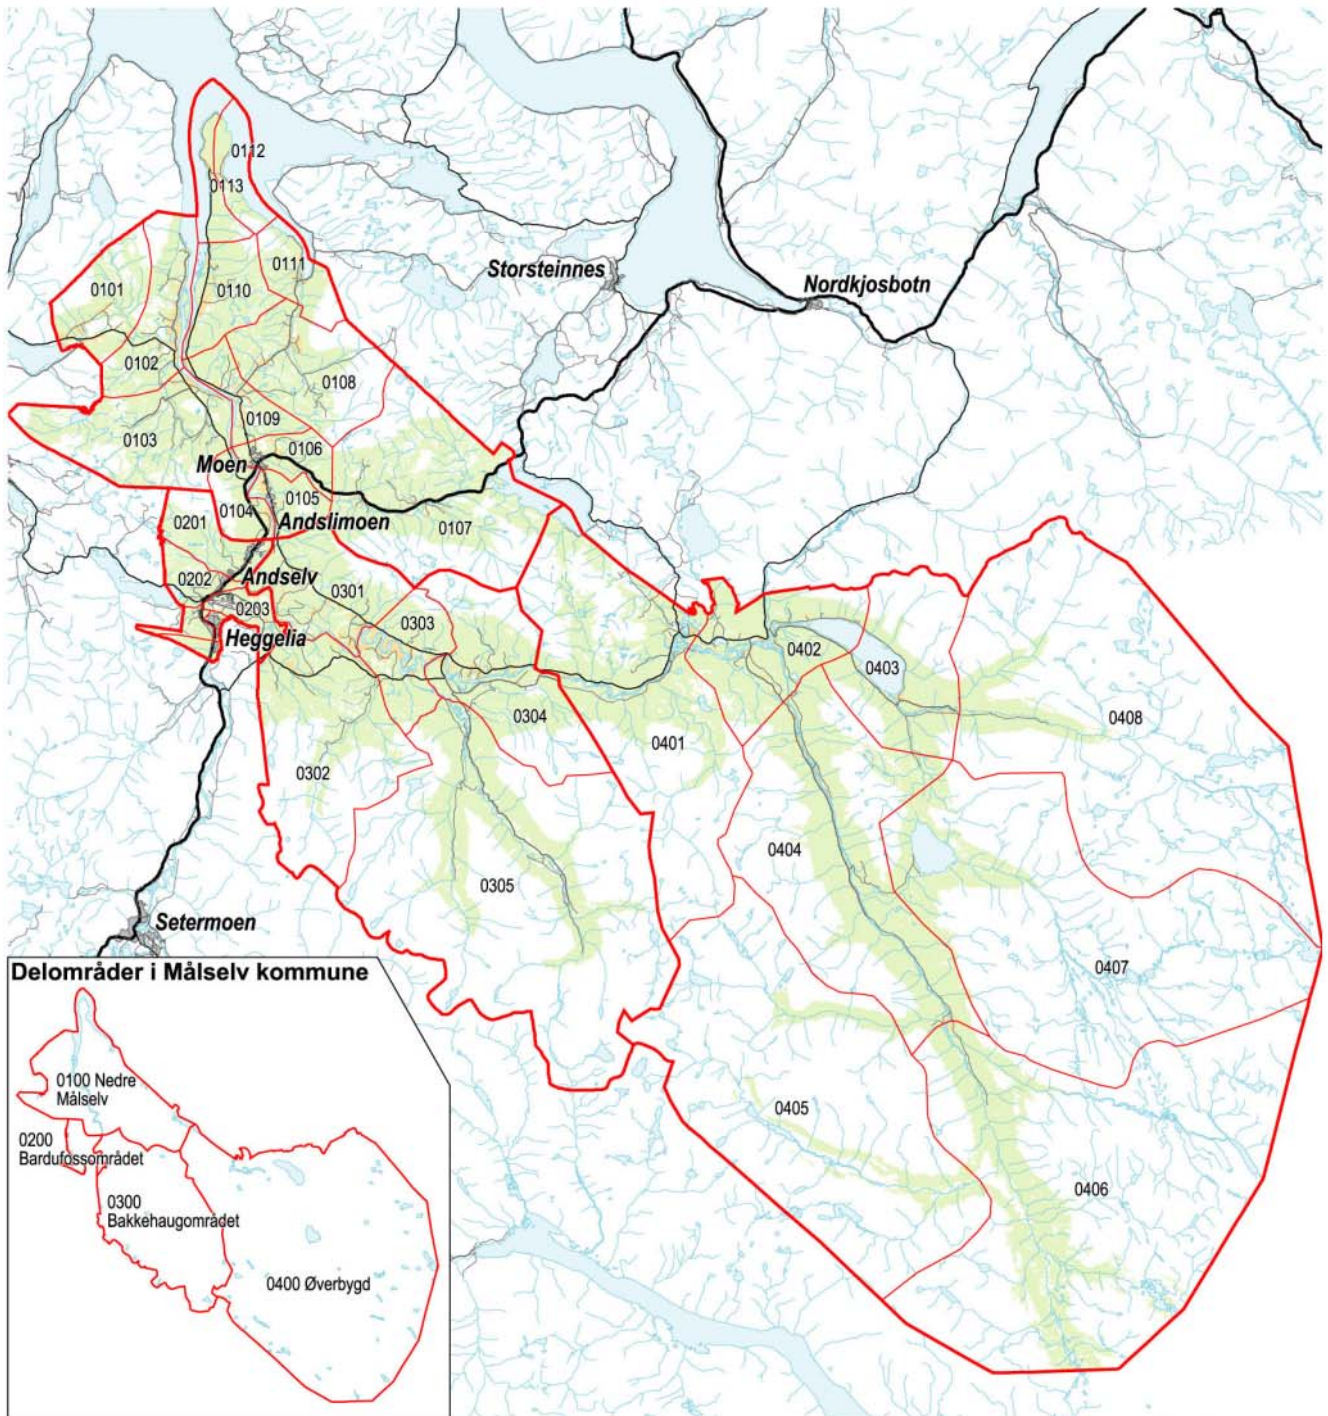 0112
0113
0111
0101
0110
Storsteinnes
Nordkjosbotn
0102
0108
0109
0103
0106
Moen
0105
0104
0201
Andslimoen
0107
Andselv
0202
0301
0203
0303
Heggelia
0402
0403
0304
0408
0401
0302
0404
0305
Setermoen
0407
0405
0406
Delområder i Målselv kommune
0100 Nedre
Målselv
0200
Bardufossområdet
0300
Bakkehaugområdet
0400 Øverbygd